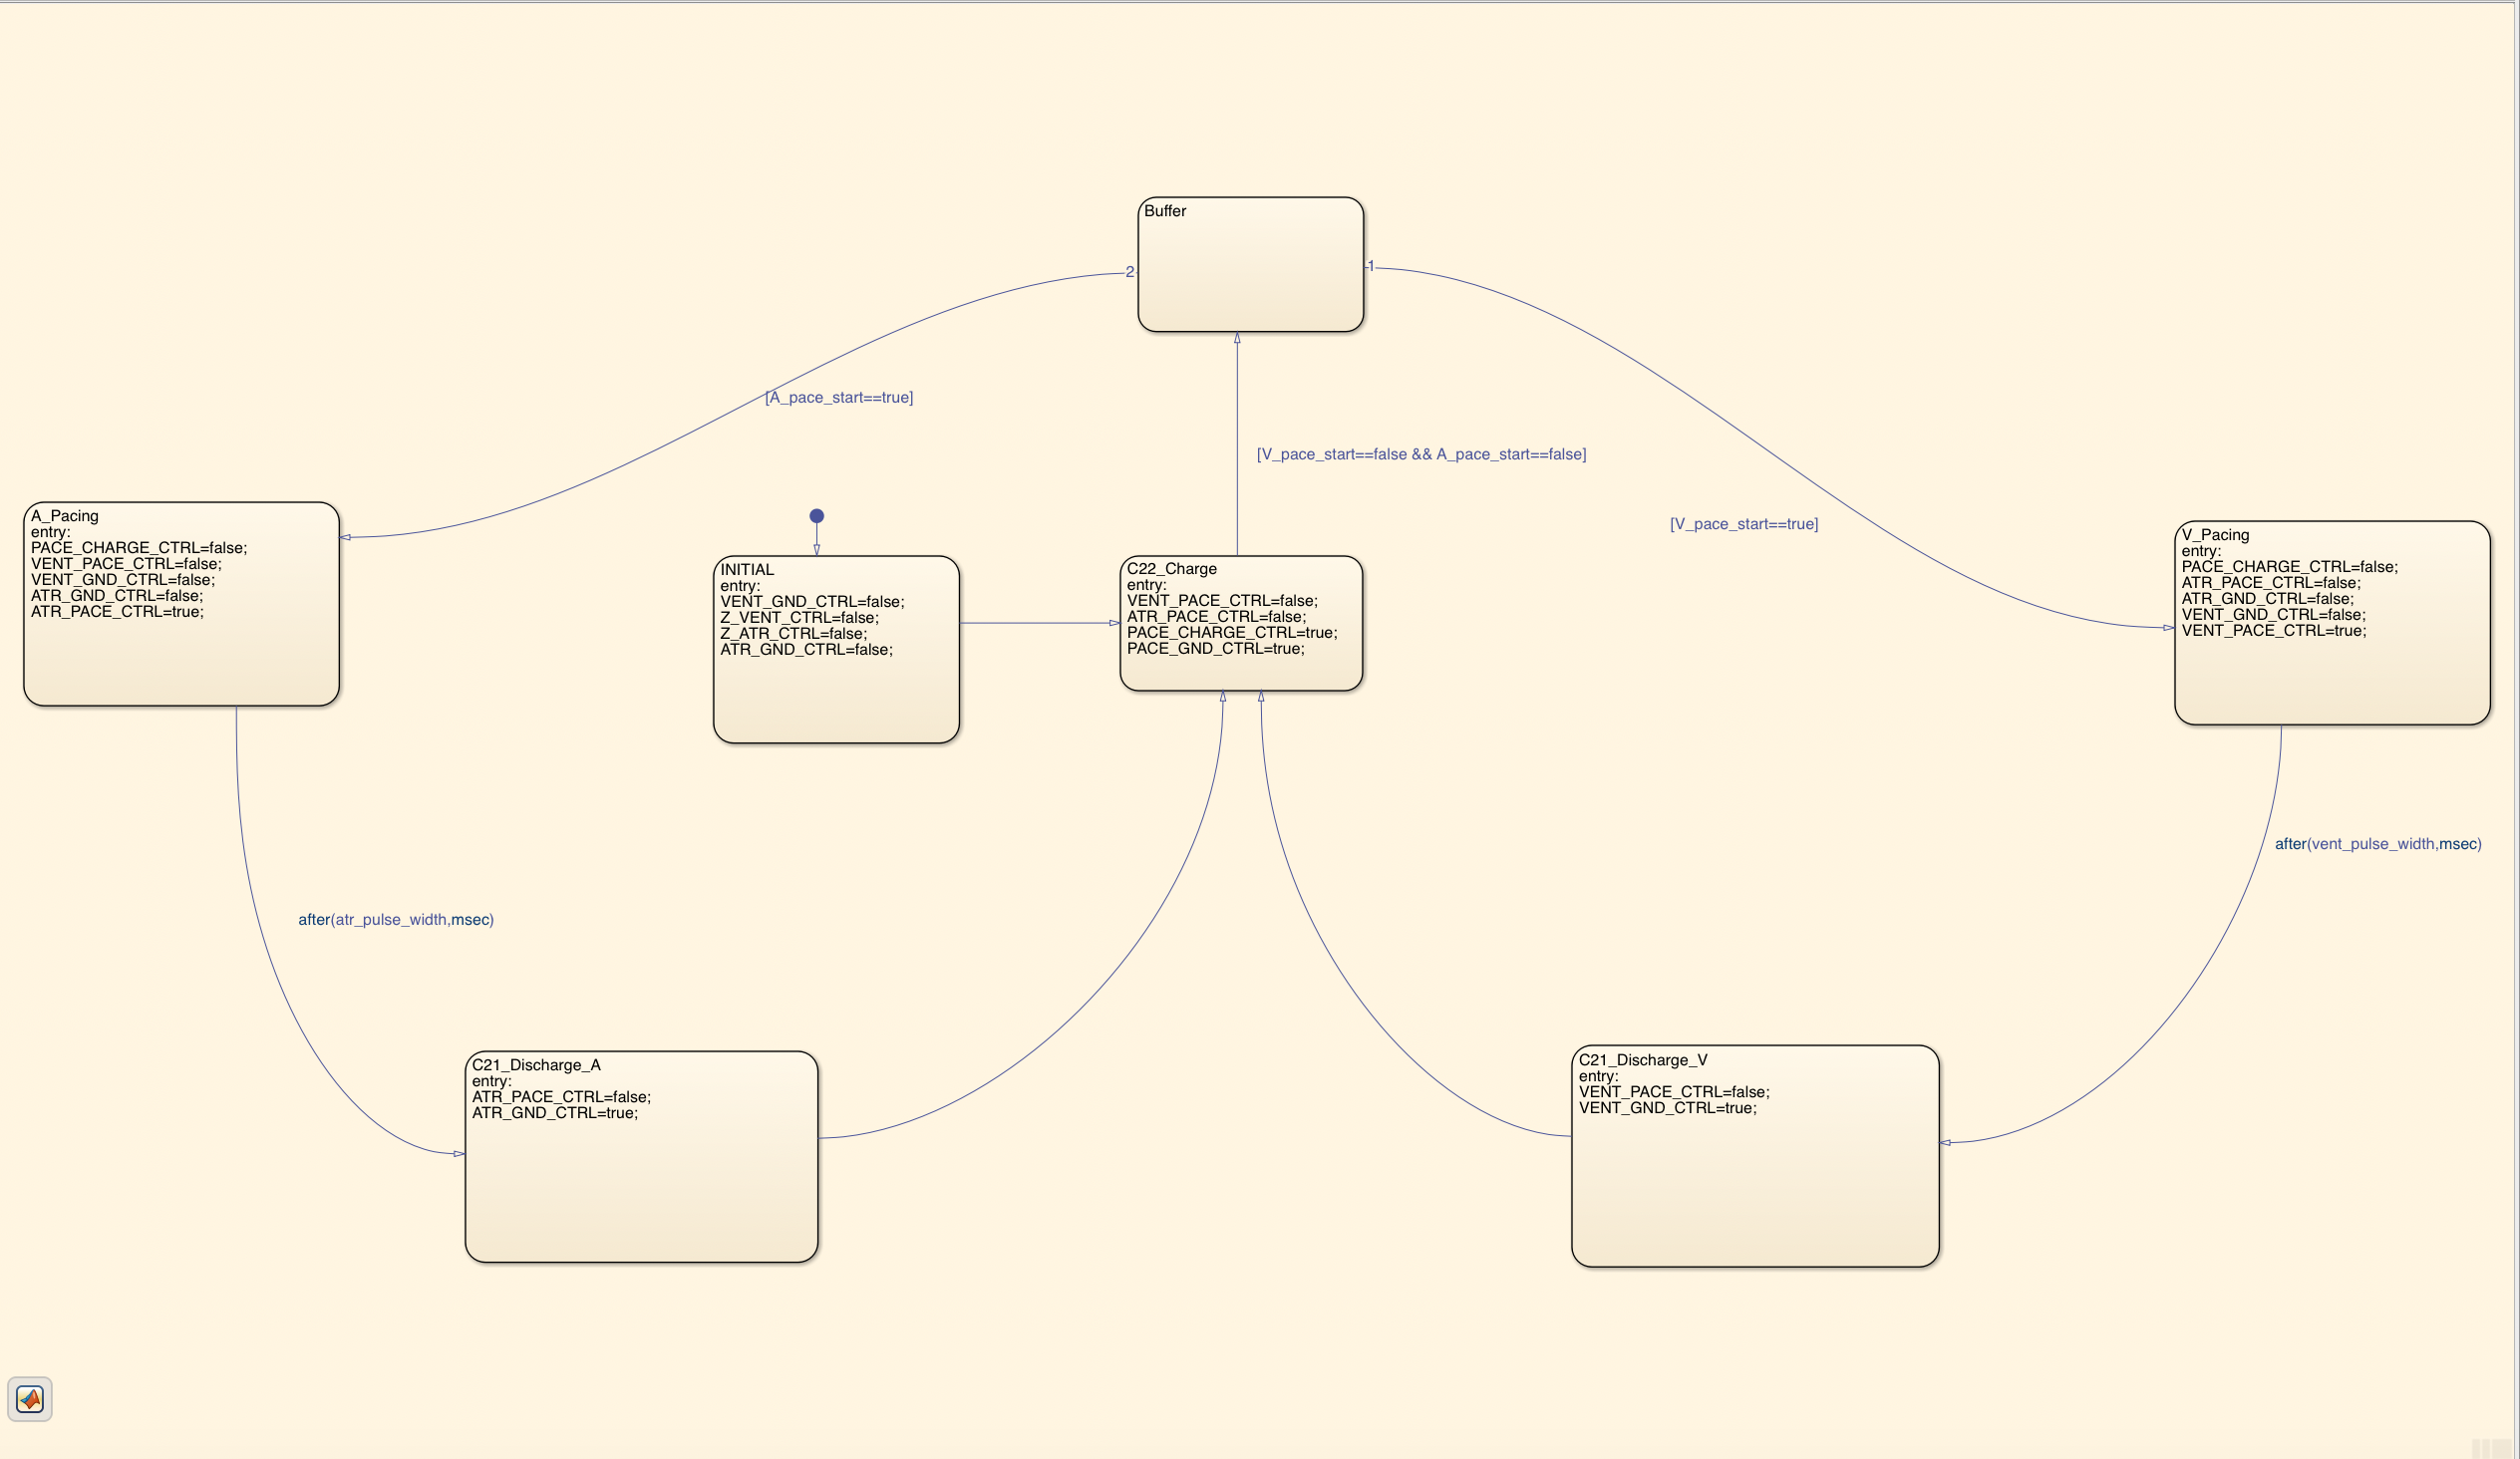 Buffer
2
1
[A_pace_start==true]
[V_pace_start==false && A_pace_start==false]
[V_pace_start==true]
A_Pacing
entry:
PACE_CHARGE_CTRL=false;
VENT_PACE_CTRL=false;
VENT_GND_CTRL=false;
ATR_GND_CTRL=false;
ATR_PACE_CTRL=true;
INITIAL
entry:
VENT_GND_CTRL=false;
Z_VENT_CTRL=false;
Z_ATR_CTRL=false;
ATR_GND_CTRL=false;
C22_Charge
entry:
VENT_PACE_CTRL=false;
ATR_PACE_CTRL=false;
PACE_CHARGE_CTRL=true;
PACE_GND_CTRL=true;
V_Pacing
entry:
PACE_CHARGE_CTRL=false;
ATR_PACE_CTRL=false;
ATR_GND_CTRL=false;
VENT_GND_CTRL=false;
VENT_PACE_CTRL=true;
after(vent_pulse_width,msec)
after(atr_pulse_width,msec)
C21_Discharge_A
entry:
ATR_PACE_CTRL=false;
ATR_GND_CTRL=true;
C21_Discharge_V
entry:
VENT_PACE_CTRL=false;
VENT_GND_CTRL=true;